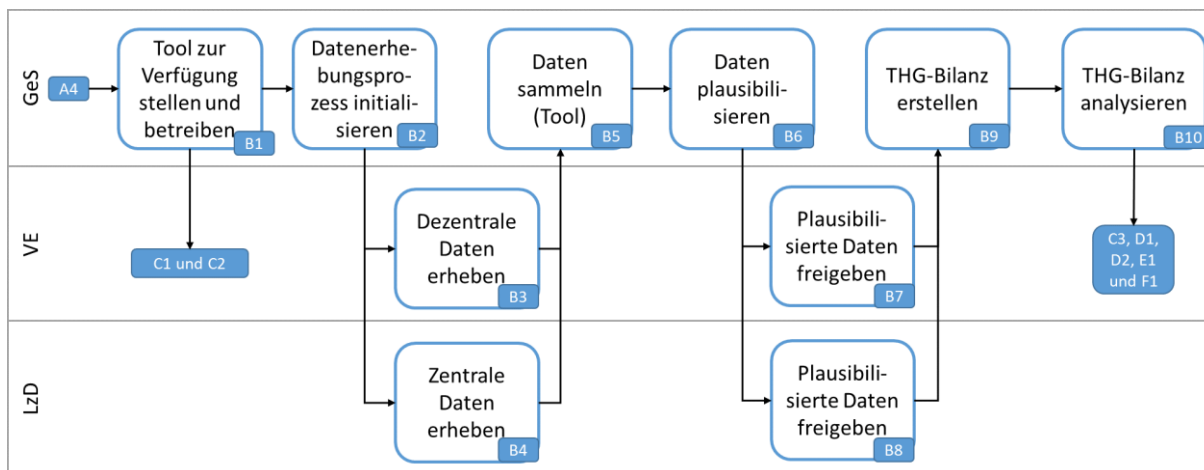 GeS
A4
Tool zur
Verfügung
stellen und
betreiben
B1
Datenerhe-
bungspro-
zess initiali-
sieren
B2
Daten
sammeln
(Tool)
B5
Daten
plausibili-
sieren
B6
THG-Bilanz
erstellen
B9
THG-Bilanz
analysieren
B10
VE
C1 und C2
Dezentrale
Daten
erheben
B3
Plausibili-
sierte Daten
freigeben
B7
C3, D1,
D2, E1
und F1
LzD
Zentrale
Daten
erheben
B4
Plausibili-
sierte Daten
freigeben
B8